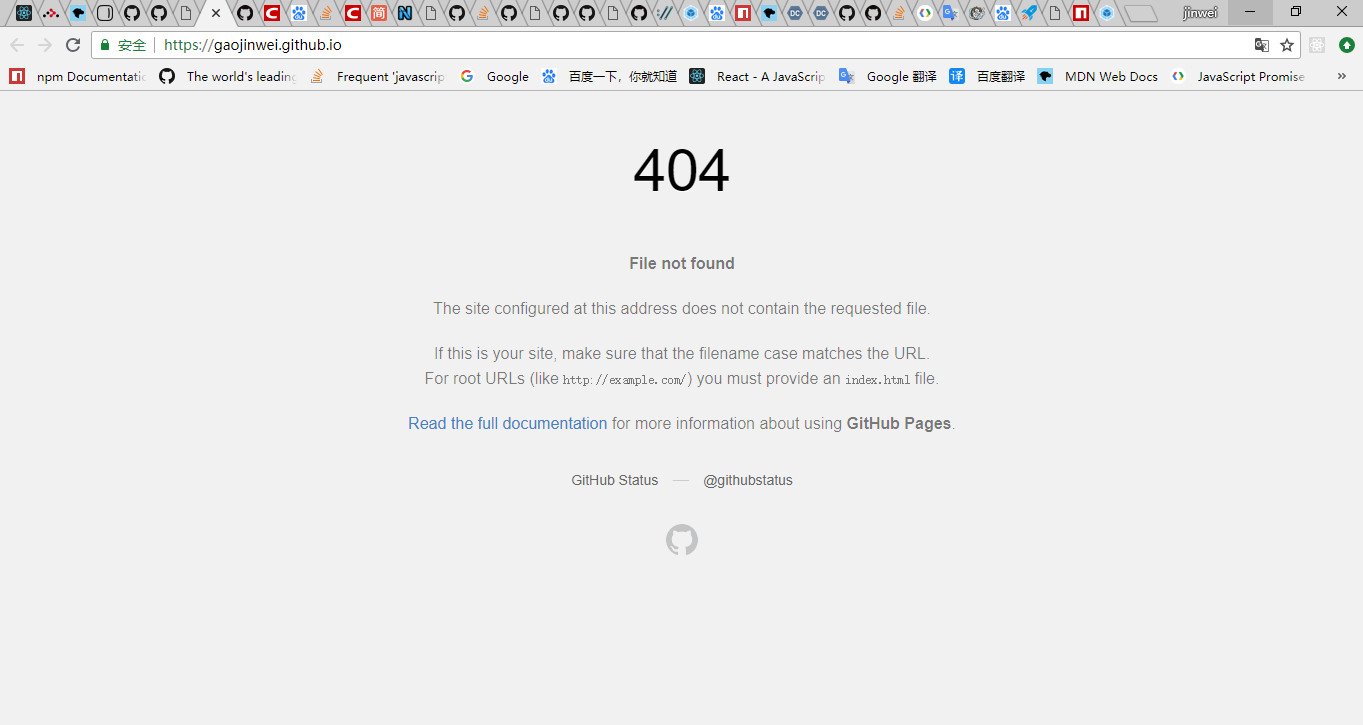 jinwei
安全 https://gaojinwei.github.io
npm Documentatio The world's leading Frequent 'javascrip Google 百度一下，你就知道 React - A JavaScrip Google 翻译 译 百度翻译 MDN Web Docs JavaScript Promise »
404
File not found
The site configured at this address does not contain the requested file.
If this is your site, make sure that the filename case matches the URL.
For root URLs (like http://example.com/) you must provide an index.html file.
Read the full documentation for more information about using GitHub Pages.
GitHub Status — @githubstatus